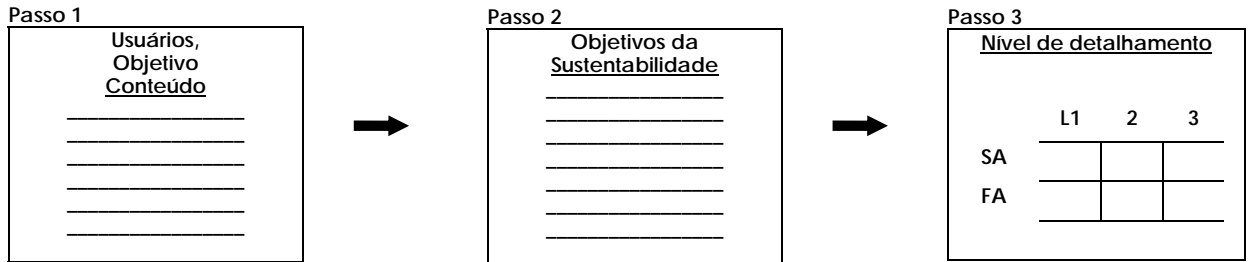 Passo 1
Usuários,
Objetivo
Conteúdo
Passo 2
Objetivos da
Sustentabilidade
Passo 3
Nível de detalhamento
L1 2 3
SA
FA